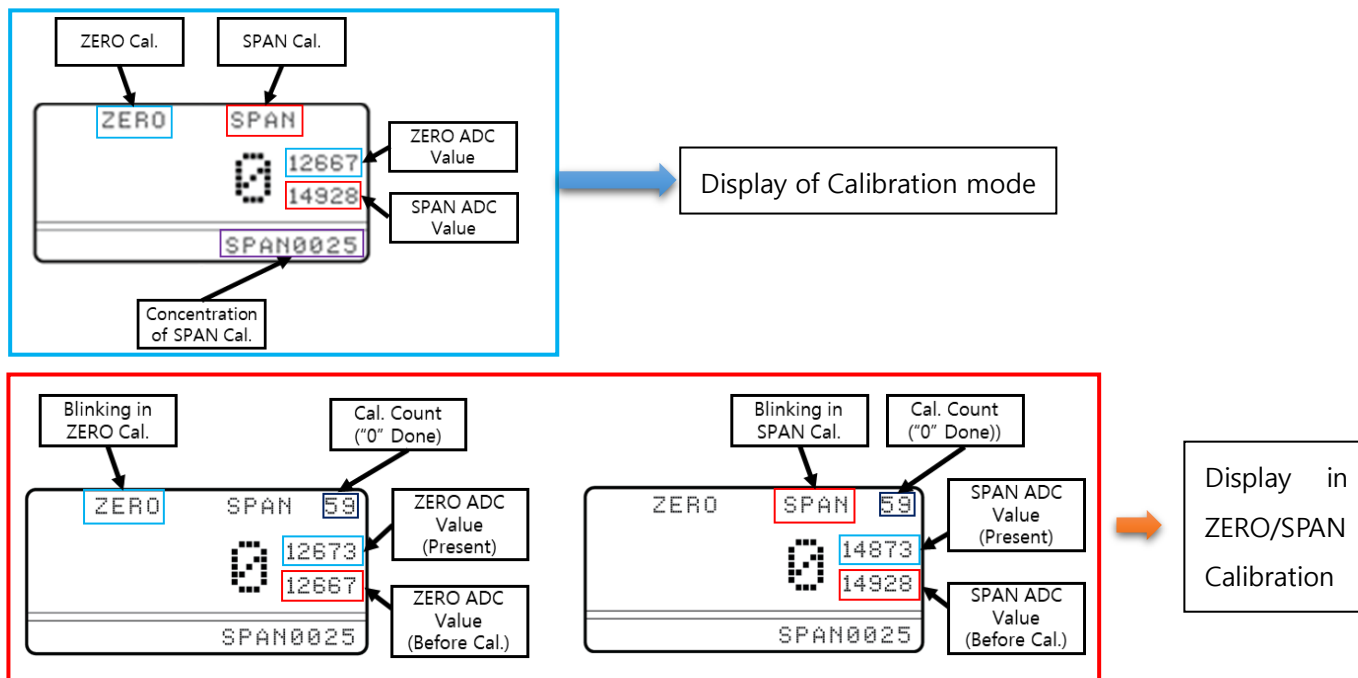 ZERO Cal.
SPAN Cal.
ZERO SPAN
0
12667
14928
SPAN0025
ZERO ADC
Value
SPAN ADC
Value
Concentration
of SPAN Cal.
Display of Calibration mode
Blinking in
ZERO Cal.
Cal. Count
("0" Done)
ZERO SPAN 59
0
12673
12667
SPAN0025
ZERO ADC
Value
(Present)
ZERO ADC
Value
(Before Cal.)
Blinking in
SPAN Cal.
Cal. Count
("0" Done))
ZERO SPAN 59
0
14873
14928
SPAN0025
SPAN ADC
Value
(Present)
SPAN ADC
Value
(Before Cal.)
Display in
ZERO/SPAN
Calibration